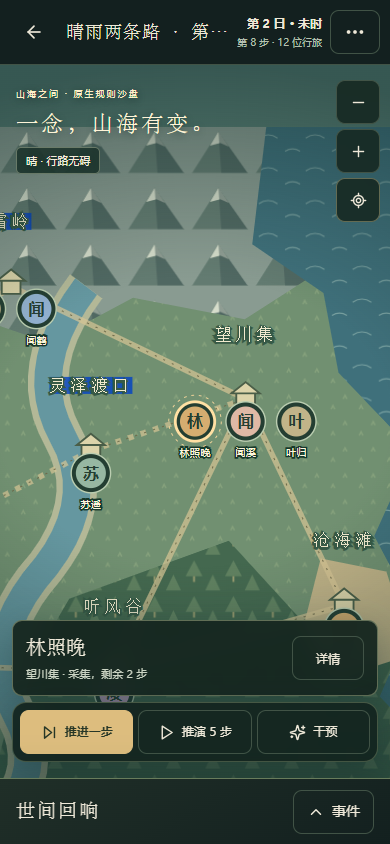 晴雨两条路 · 第···
第 2 日 • 未时
第 8 步 · 12 位行旅
山海之间 · 原生规则沙盘
一念，山海有变。
晴 · 行路无碍
霜岭
闻
闻鹤
望川集
灵泽渡口
林
闻
叶
林照晚
闻溪
叶归
苏
苏遥
沧海滩
听风谷
林照晚
望川集 · 采集，剩余 2 步
详情
推进一步
推演 5 步
干预
世间回响
事件